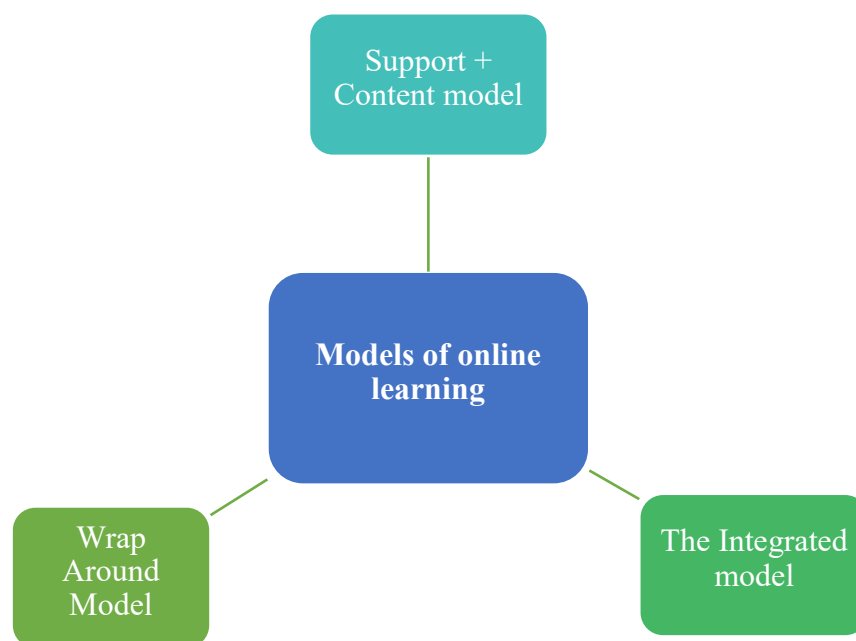 Support +
Content model
Models of online
learning
Wrap
Around
Model
The Integrated
model